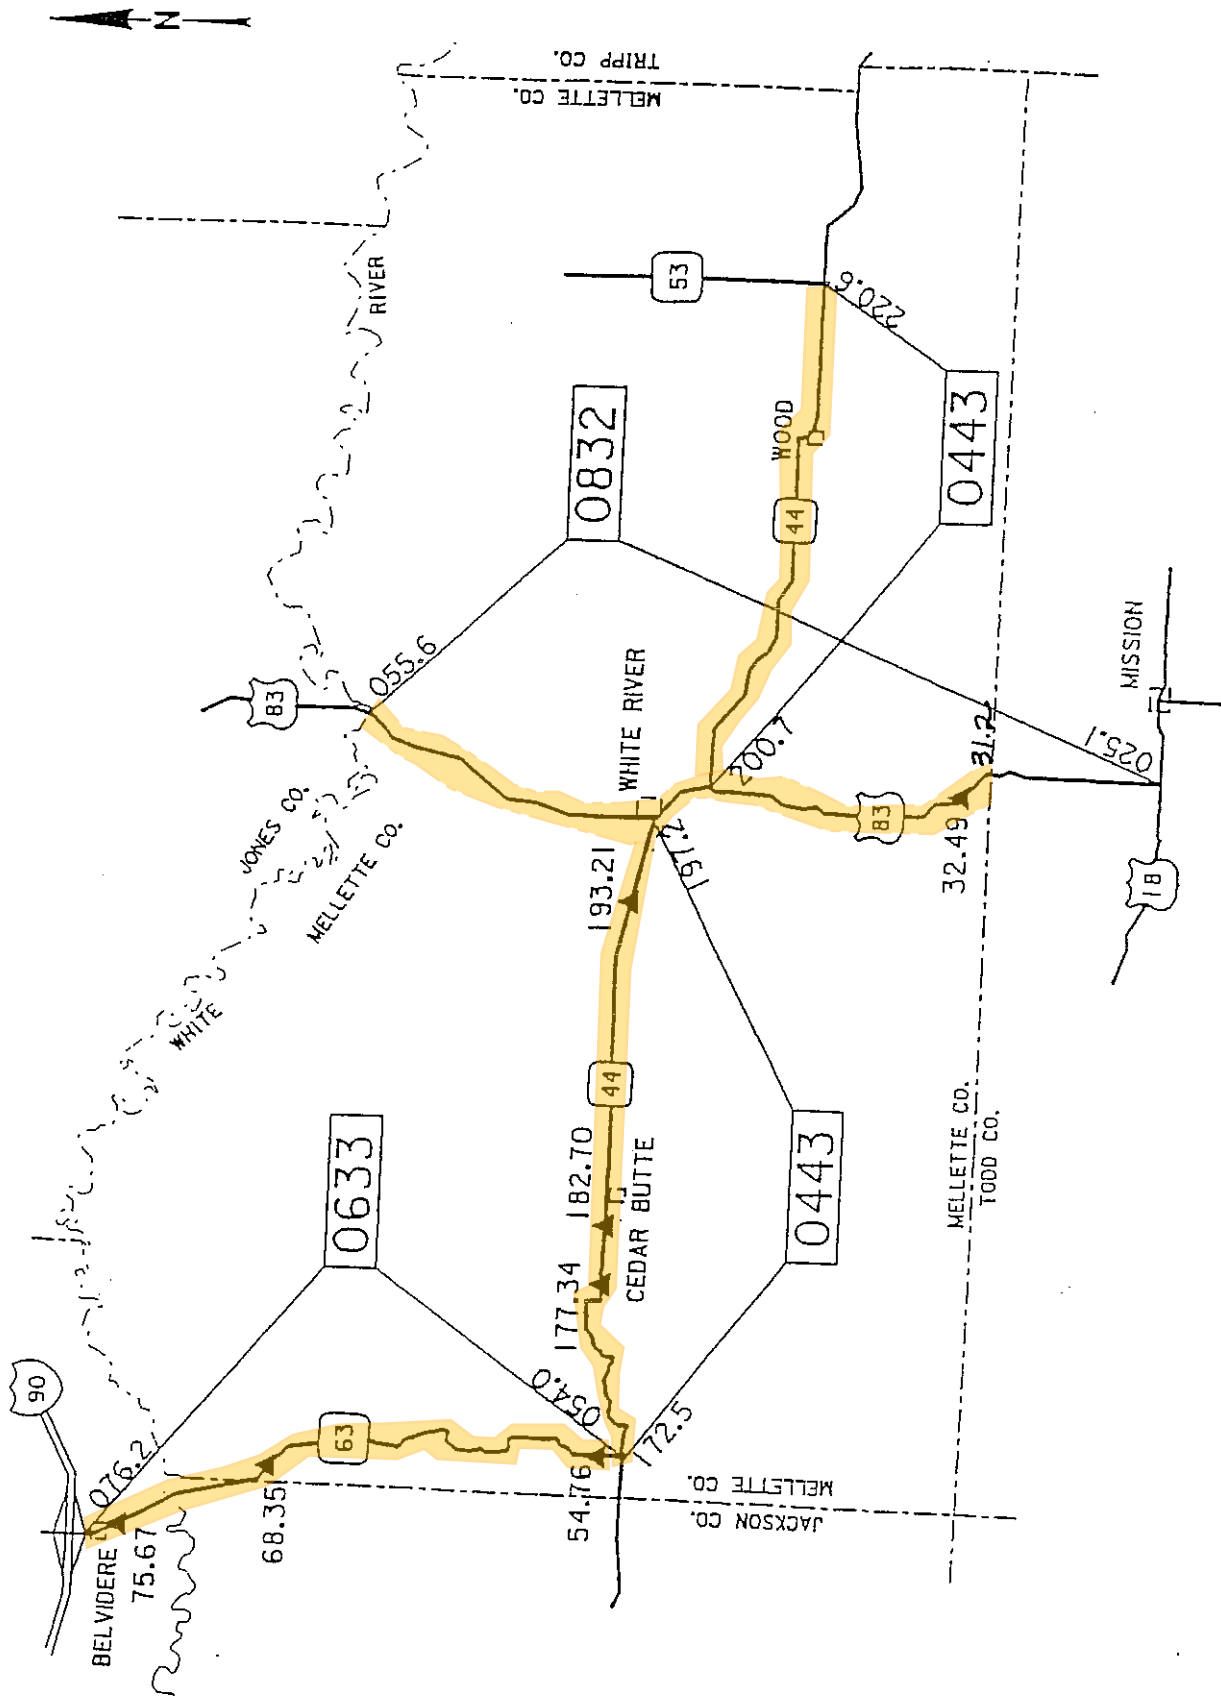 N
TRIPP CO.
MELLETTE CO.
RIVER
53
220.6
0832
WOOD
0443
44
83
055.6
JONES CO.
MELLETTE CO.
WHITE RIVER
200.7
MISSION
025.1
31.2
83
32.49
18
197.2
193.21
WHITE
44
MELLETTE CO.
TODD CO.
0633
182.70
CEDAR BUTTE
0443
177.34
90
076.2
63
054.0
172.5
BELVIDERE
75.67
68.35
54.76
MELLETTE CO.
JACKSON CO.